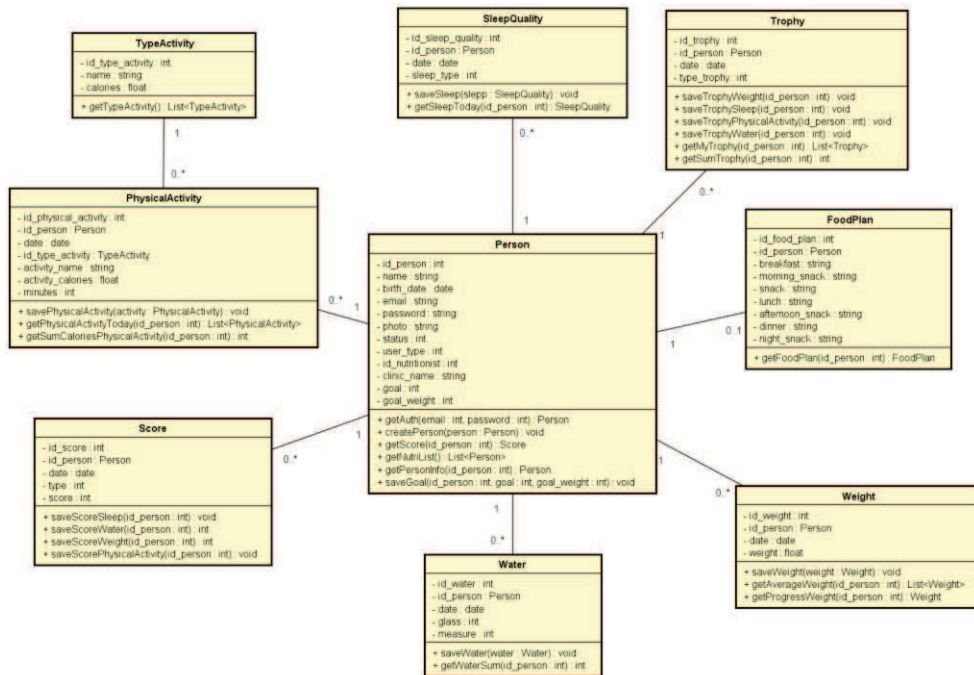 TypeActivity
- id_type_activity : int
- name : string
- calories : float
+ getTypeActivity() : List<TypeActivity>
SleepQuality
- id_sleep_quality : int
- id_person : Person
- date : date
- sleep_type : int
+ saveSleep(slepp : SleepQuality) : void
+ getSleepToday(id_person : int) : SleepQuality
Trophy
- id_trophy : int
- id_person : Person
- date : date
- type_trophy : int
+ saveTrophyWeight(id_person : int) : void
+ saveTrophySleep(id_person : int) : void
+ saveTrophyPhysicalActivity(id_person : int) : void
+ saveTrophyWater(id_person : int) : void
+ getMyTrophy(id_person : int) : List<Trophy>
+ getSumTrophy(id_person : int) : int
1
0..*
0..*
1
0..*
1
PhysicalActivity
- id_physical_activity : int
- id_person : Person
- date : date
- id_type_activity : TypeActivity
- activity_name : string
- activity_calories : float
- minutes : int
+ savePhysicalActivity(activity : PhysicalActivity) : void
+ getPhysicalActivityToday(id_person : int) : List<PhysicalActivity>
+ getSumCaloriesPhysicalActivity(id_person : int) : int
0..*
1
Person
- id_person : int
- name : string
- birth_date : date
- email : string
- password : string
- photo : string
- status : int
- user_type : int
- id_nutritionist : int
- clinic_name : string
- goal : int
- goal_weight : int
+ getAuth(email : int, password : int) : Person
+ createPerson(person : Person) : void
+ getScore(id_person : int) : Score
+ getNutriList() : List<Person>
+ getPersonInfo(id_person : int) : Person
+ saveGoal(id_person : int, goal : int, goal_weight : int) : void
FoodPlan
- id_food_plan : int
- id_person : Person
- breakfast : string
- morning_snack : string
- snack : string
- lunch : string
- afternoon_snack : string
- dinner : string
- night_snack : string
+ getFoodPlan(id_person : int) : FoodPlan
1
0..1
Score
- id_score : int
- id_person : Person
- date : date
- type : int
- score : int
+ saveScoreSleep(id_person : int) : void
+ saveScoreWater(id_person : int) : int
+ saveScoreWeight(id_person : int) : int
+ saveScorePhysicalActivity(id_person : int) : void
1
0..*
1
0..*
1
0..*
Water
- id_water : int
- id_person : Person
- date : date
- glass : int
- measure : int
+ saveWater(water : Water) : void
+ getWaterSum(id_person : int) : int
Weight
- id_weight : int
- id_person : Person
- date : date
- weight : float
+ saveWeight(weight : Weight) : void
+ getAverageWeight(id_person : int) : List<Weight>
+ getProgressWeight(id_person : int) : Weight